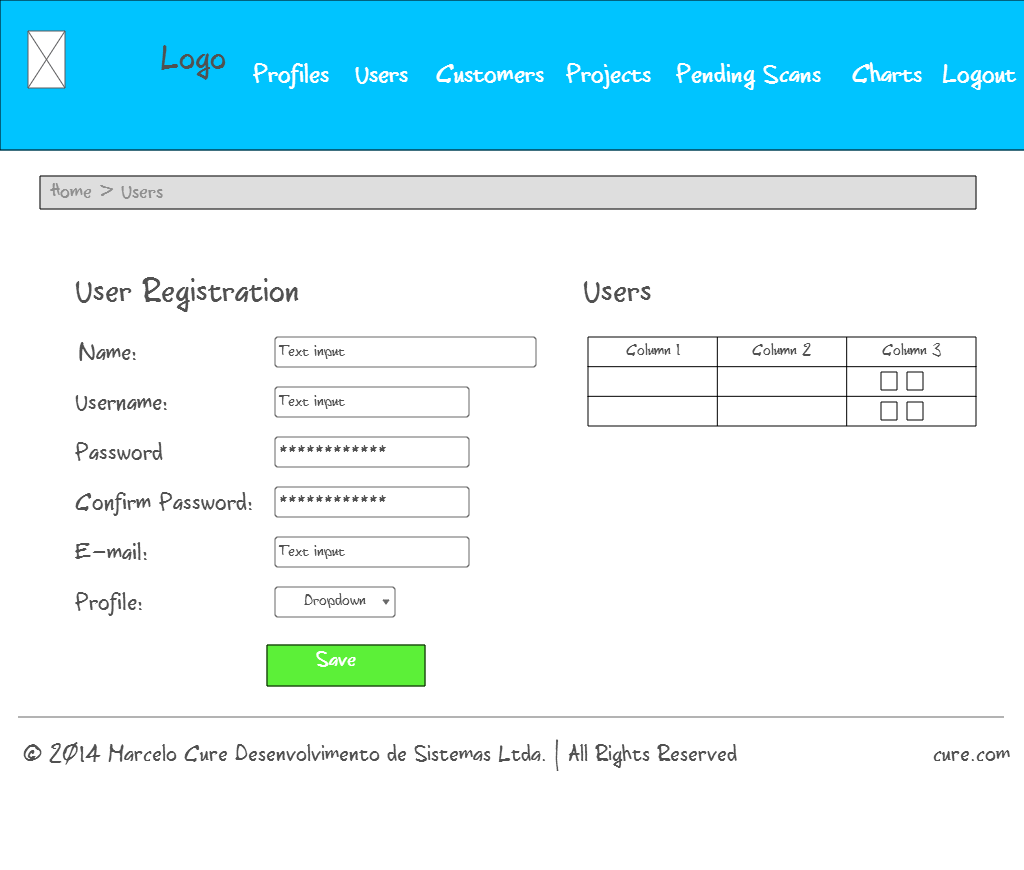 Logo Profiles Users Customers Projects Pending Scans Charts Logout
Home > Users
User Registration
Name: Text input
Username: Text input
Password ************
Confirm Password: ************
E-mail: Text input
Profile: Dropdown
Save
Users
Column 1 Column 2 Column 3
© 2014 Marcelo Cure Desenvolvimento de Sistemas Ltda. | All Rights Reserved cure.com